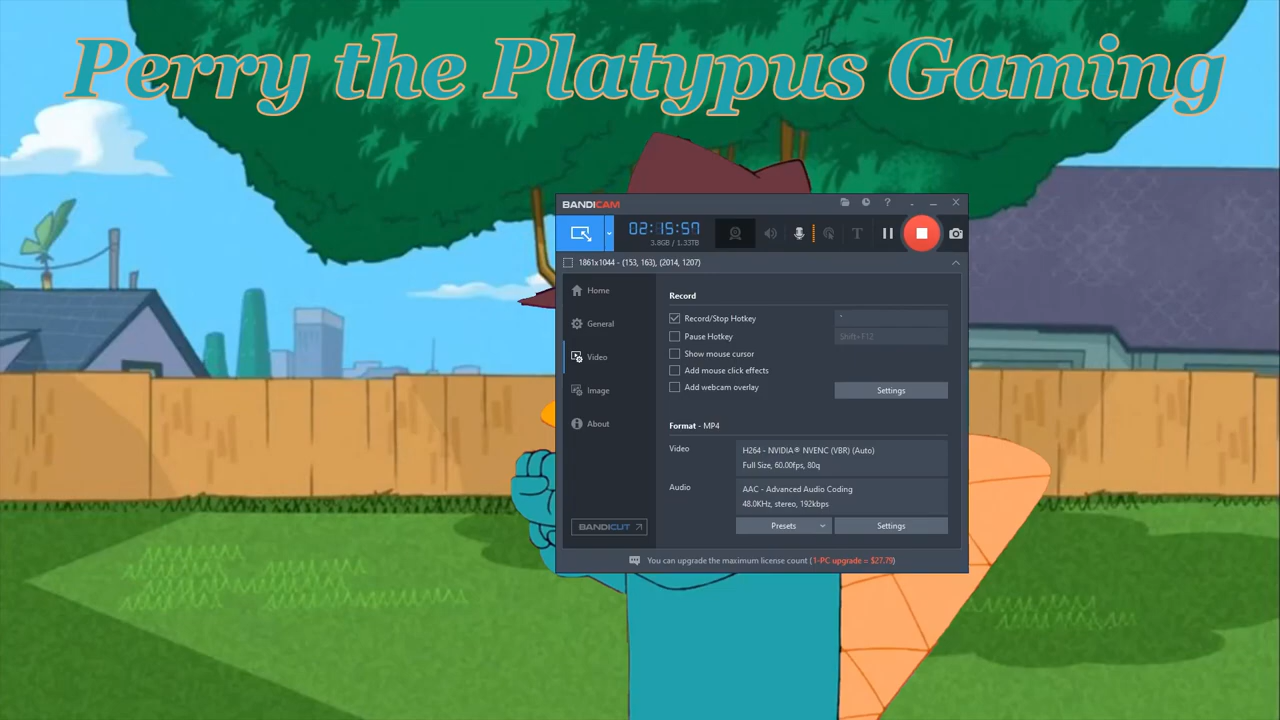 Perry the Platypus Gaming
BANDICAM
?
02:15:57
3.8GB / 1.33TB
T
1861x1044 - (153, 163), (2014, 1207)
Home
General
Video
Image
About
BANDICUT
Record
Record/Stop Hotkey
Pause Hotkey
Shift+F12
Show mouse cursor
Add mouse click effects
Add webcam overlay
Settings
Format - MP4
Video
H264 - NVIDIA® NVENC (VBR) (Auto)
Full Size, 60.00fps, 80q
Audio
AAC - Advanced Audio Coding
48.0KHz, stereo, 192kbps
Presets
Settings
You can upgrade the maximum license count (1-PC upgrade = $27.79)